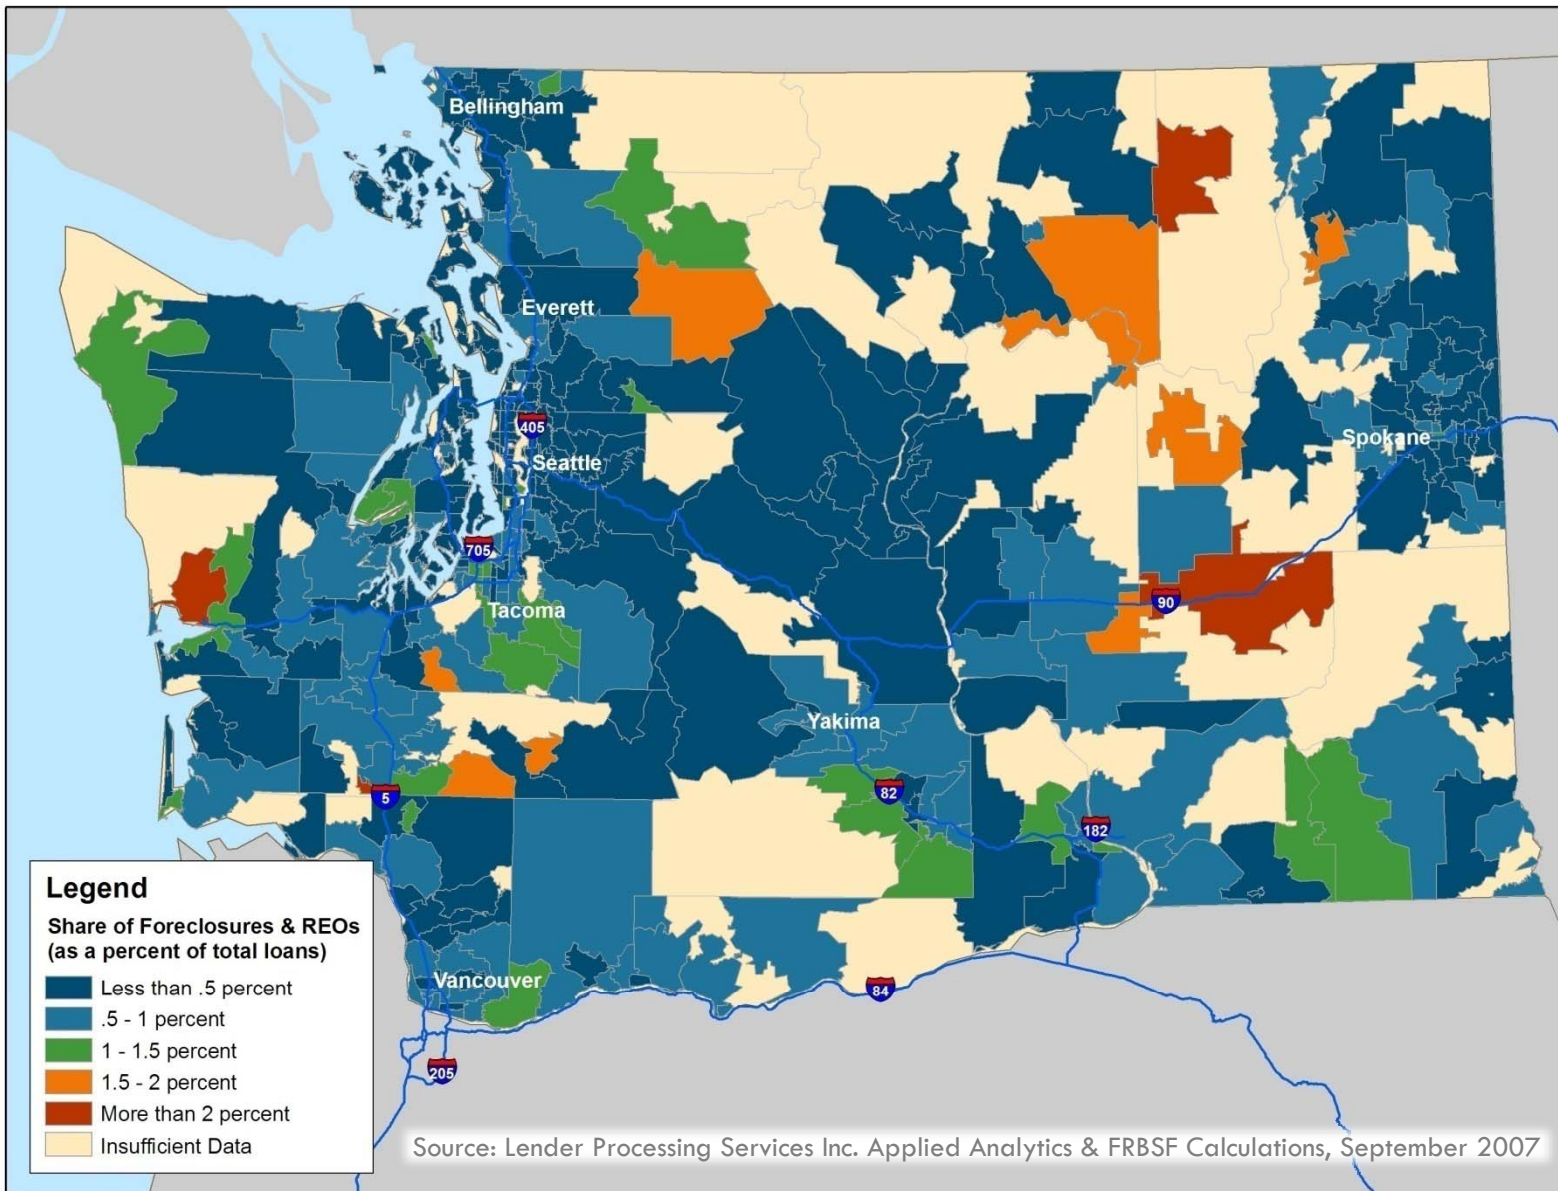 Bellingham
Everett
405
Seattle
Spokane
705
Tacoma
90
Yakima
5
82
182
Vancouver
84
205
Legend
Share of Foreclosures & REOs
(as a percent of total loans)
Less than .5 percent
.5 - 1 percent
1 - 1.5 percent
1.5 - 2 percent
More than 2 percent
Insufficient Data
Source: Lender Processing Services Inc. Applied Analytics & FRBSF Calculations, September 2007